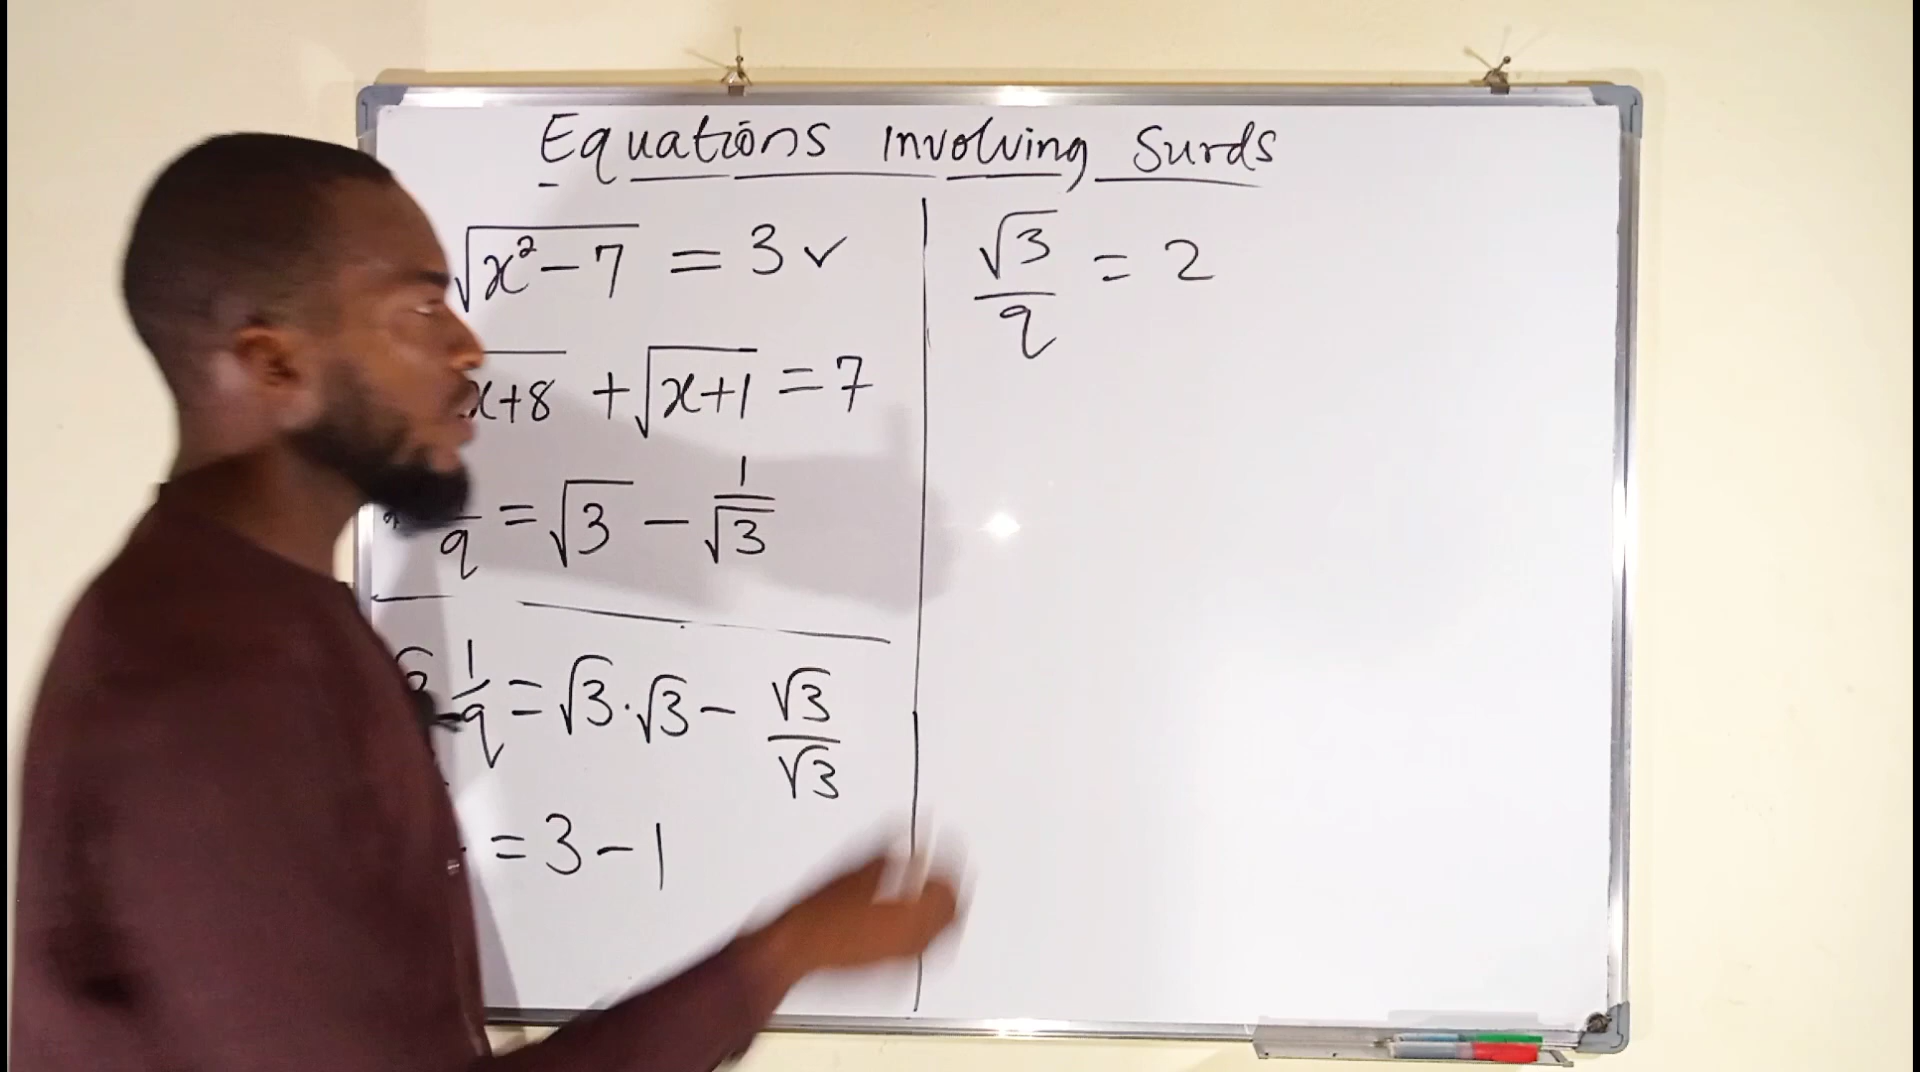 Equations involving Surds
√x²-7 = 3 ✓
x+8 + √x+1 = 7
q = √3 - 1/√3
1/q = √3·√3 - √3/√3
= 3 - 1
√3/q = 2